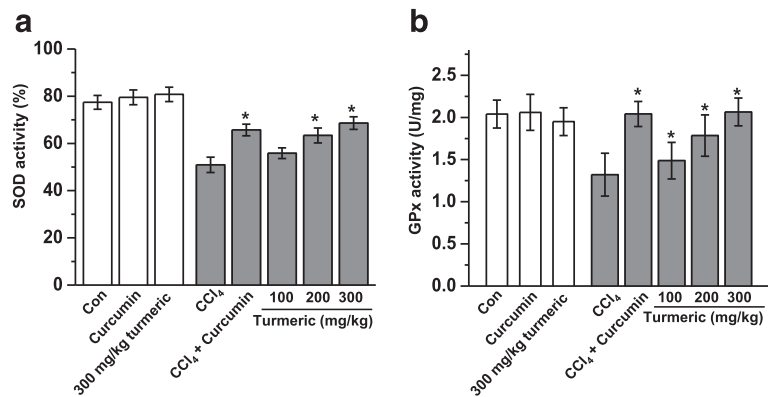 a
SOD activity (%)
100
80
60
40
20
0
*
*
*
Con
Curcumin
300 mg/kg turmeric
CCl₄
CCl₄ + Curcumin
100 200 300
Turmeric (mg/kg)
b
GPx activity (U/mg)
2.5
2.0
1.5
1.0
0.5
0.0
*
*
*
*
Con
Curcumin
300 mg/kg turmeric
CCl₄
CCl₄ + Curcumin
100 200 300
Turmeric (mg/kg)